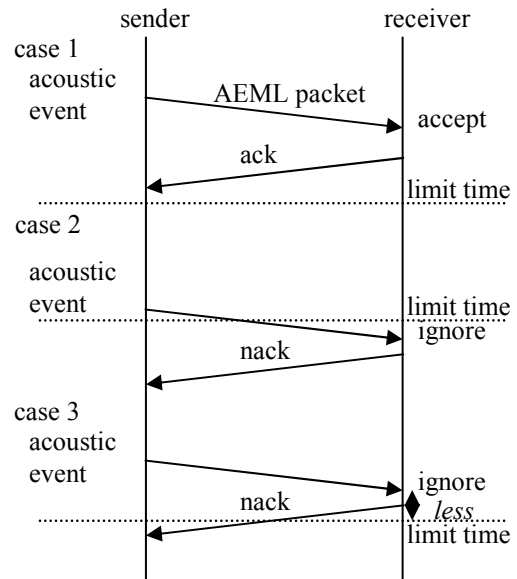 sender receiver
case 1
acoustic
event
AEML packet
accept
ack
limit time
case 2
acoustic
event
limit time
ignore
nack
case 3
acoustic
event
ignore
nack
less
limit time